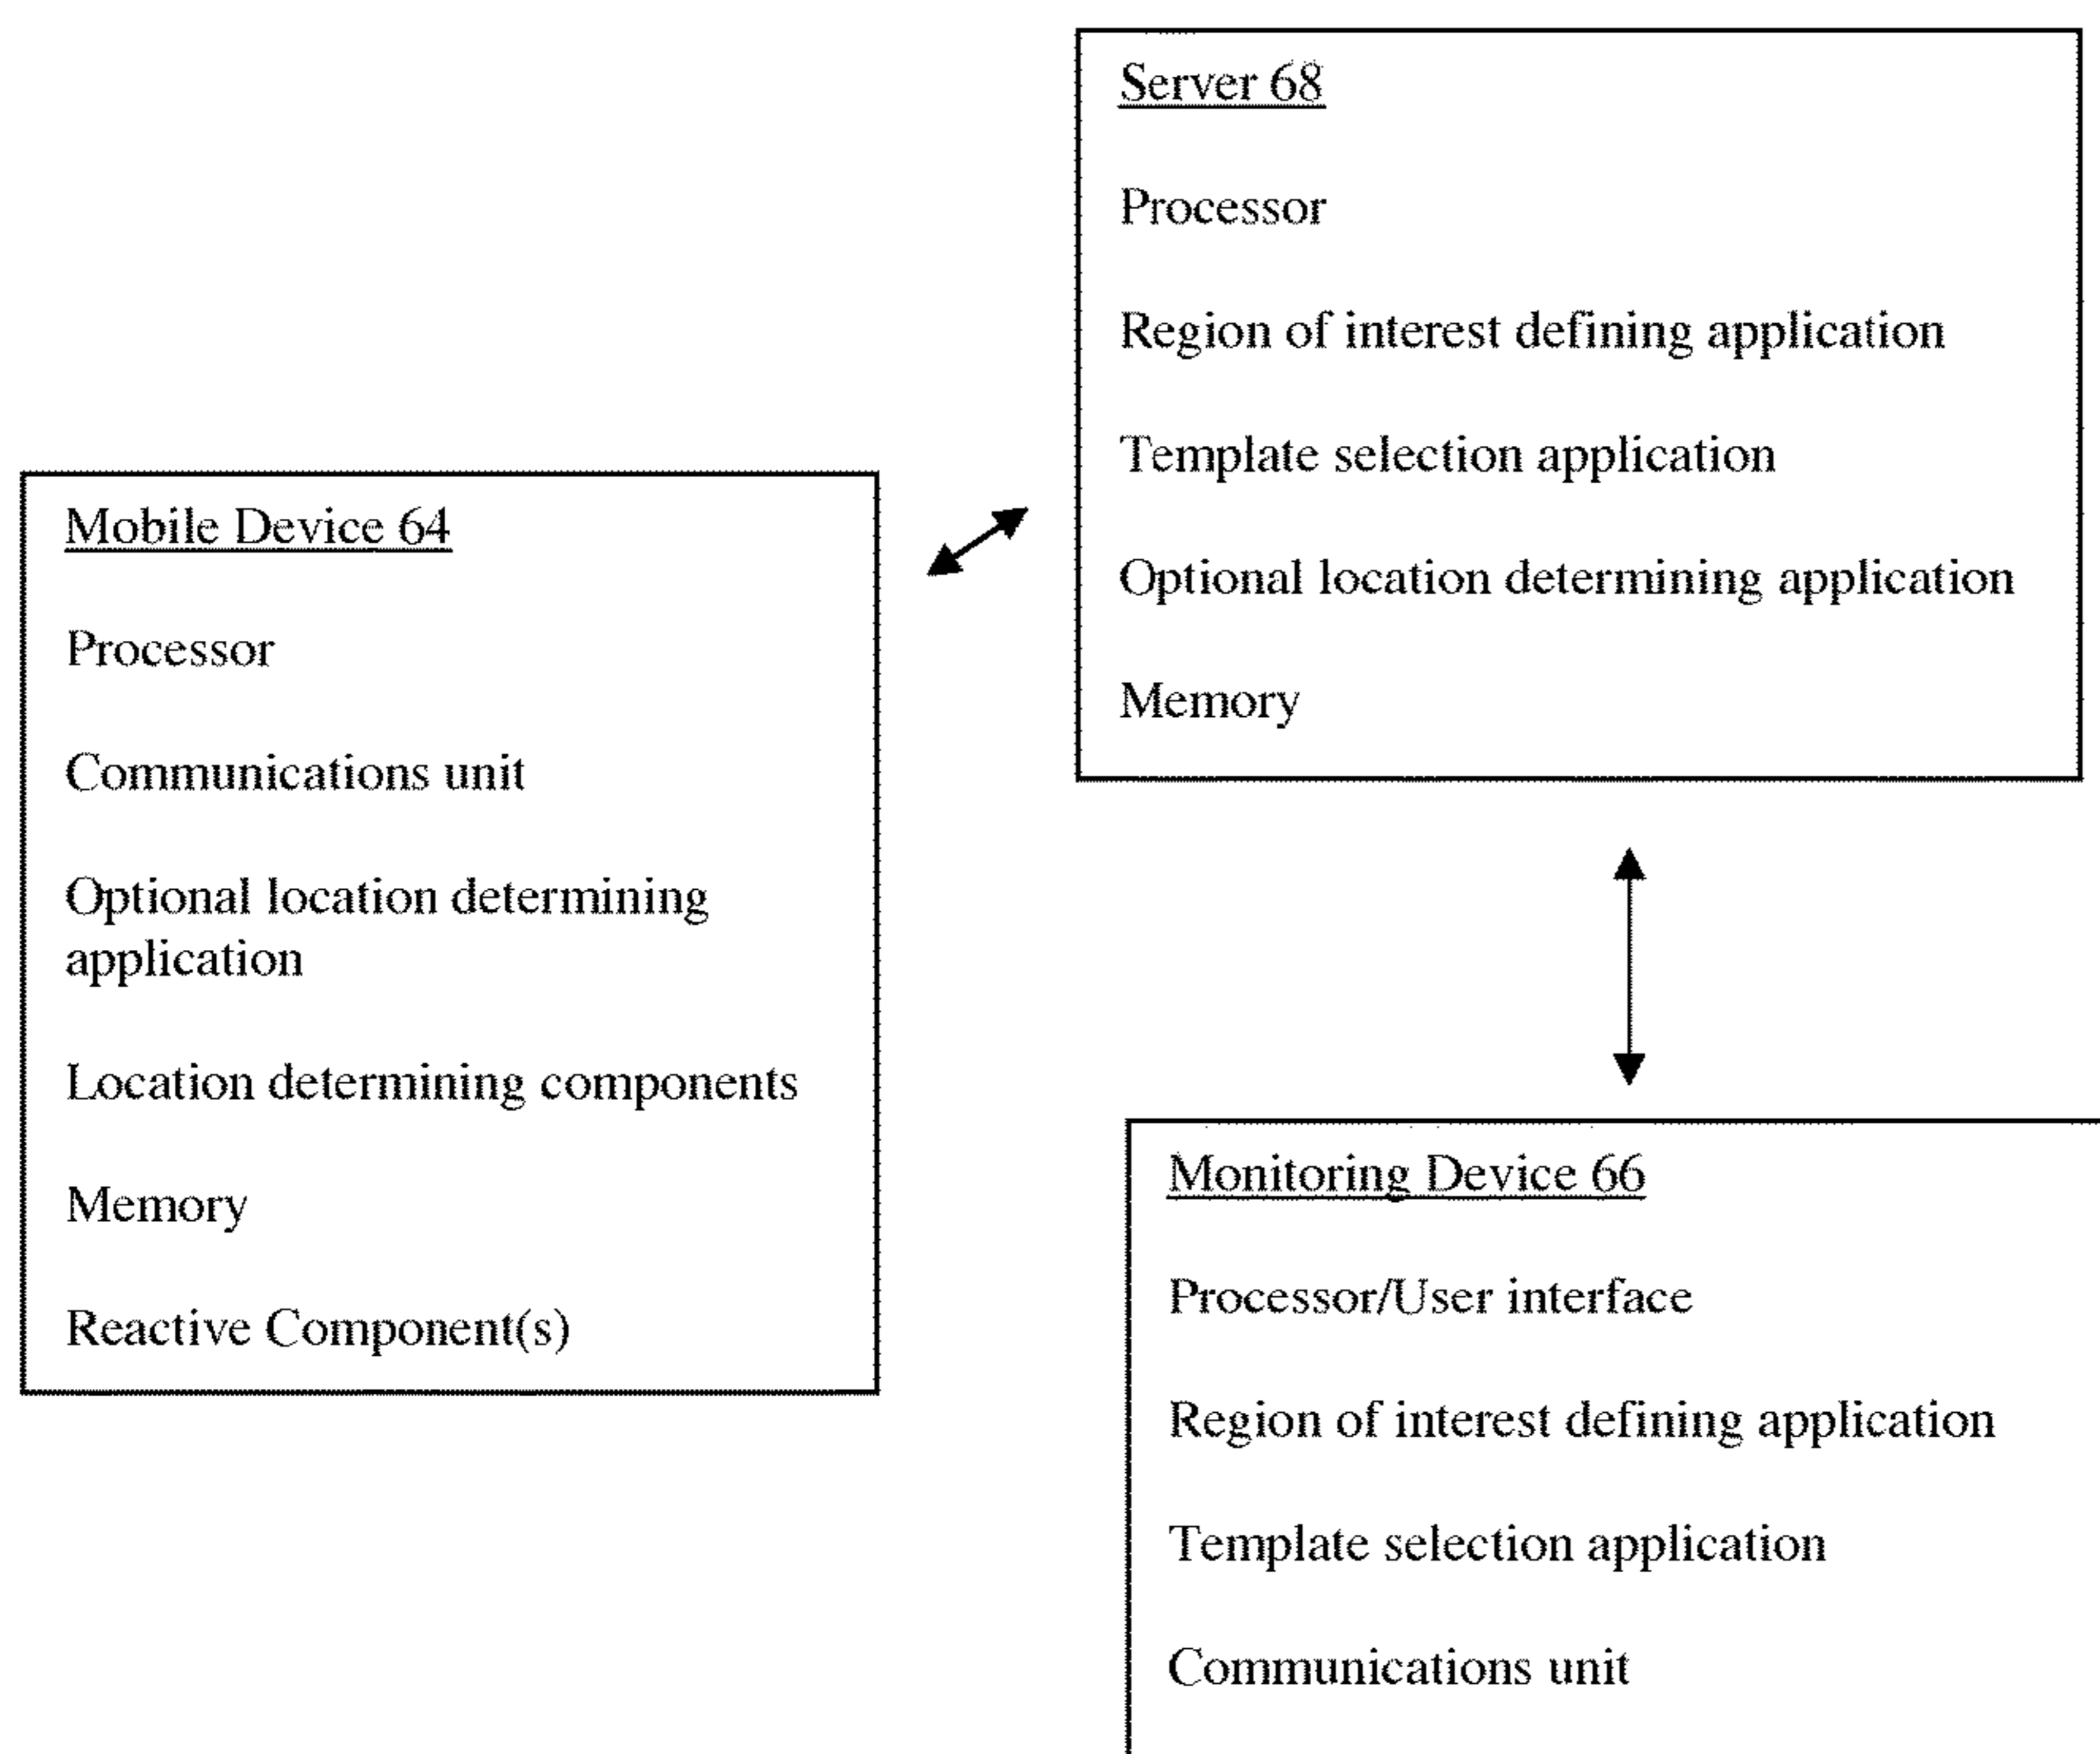 Server 68
Processor
Region of interest defining application
Template selection application
Optional location determining application
Memory
Mobile Device 64
Processor
Communications unit
Optional location determining
application
Location determining components
Memory
Reactive Component(s)
Monitoring Device 66
Processor/User interface
Region of interest defining application
Template selection application
Communications unit